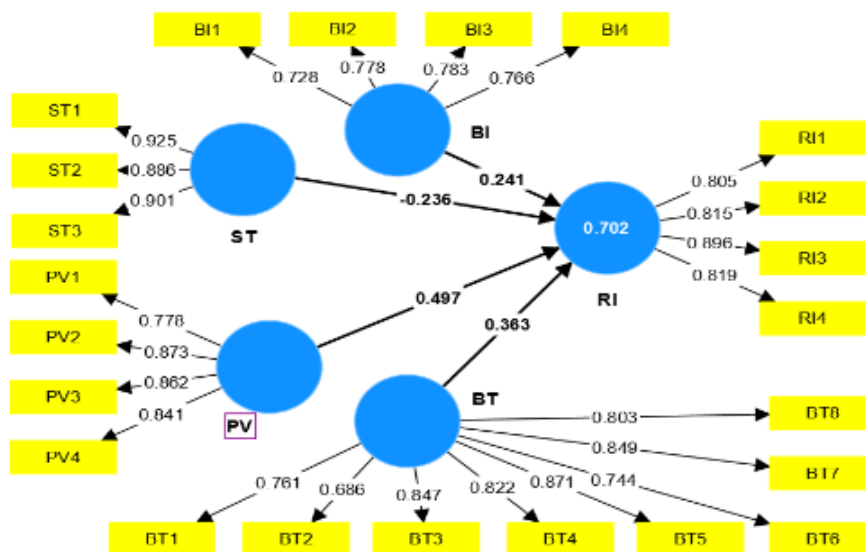 BI1
BI2
BI3
BI4
0.728
0.778
0.783
0.766
BI
ST1
ST2
ST3
0.925
0.886
0.901
ST
-0.236
0.241
0.702
RI
RI1
RI2
RI3
RI4
0.805
0.815
0.896
0.819
PV1
PV2
PV3
PV4
0.778
0.873
0.862
0.841
PV
0.497
0.363
BT
BT8
BT7
0.803
0.849
0.744
0.761
0.686
0.847
0.822
0.871
BT1
BT2
BT3
BT4
BT5
BT6